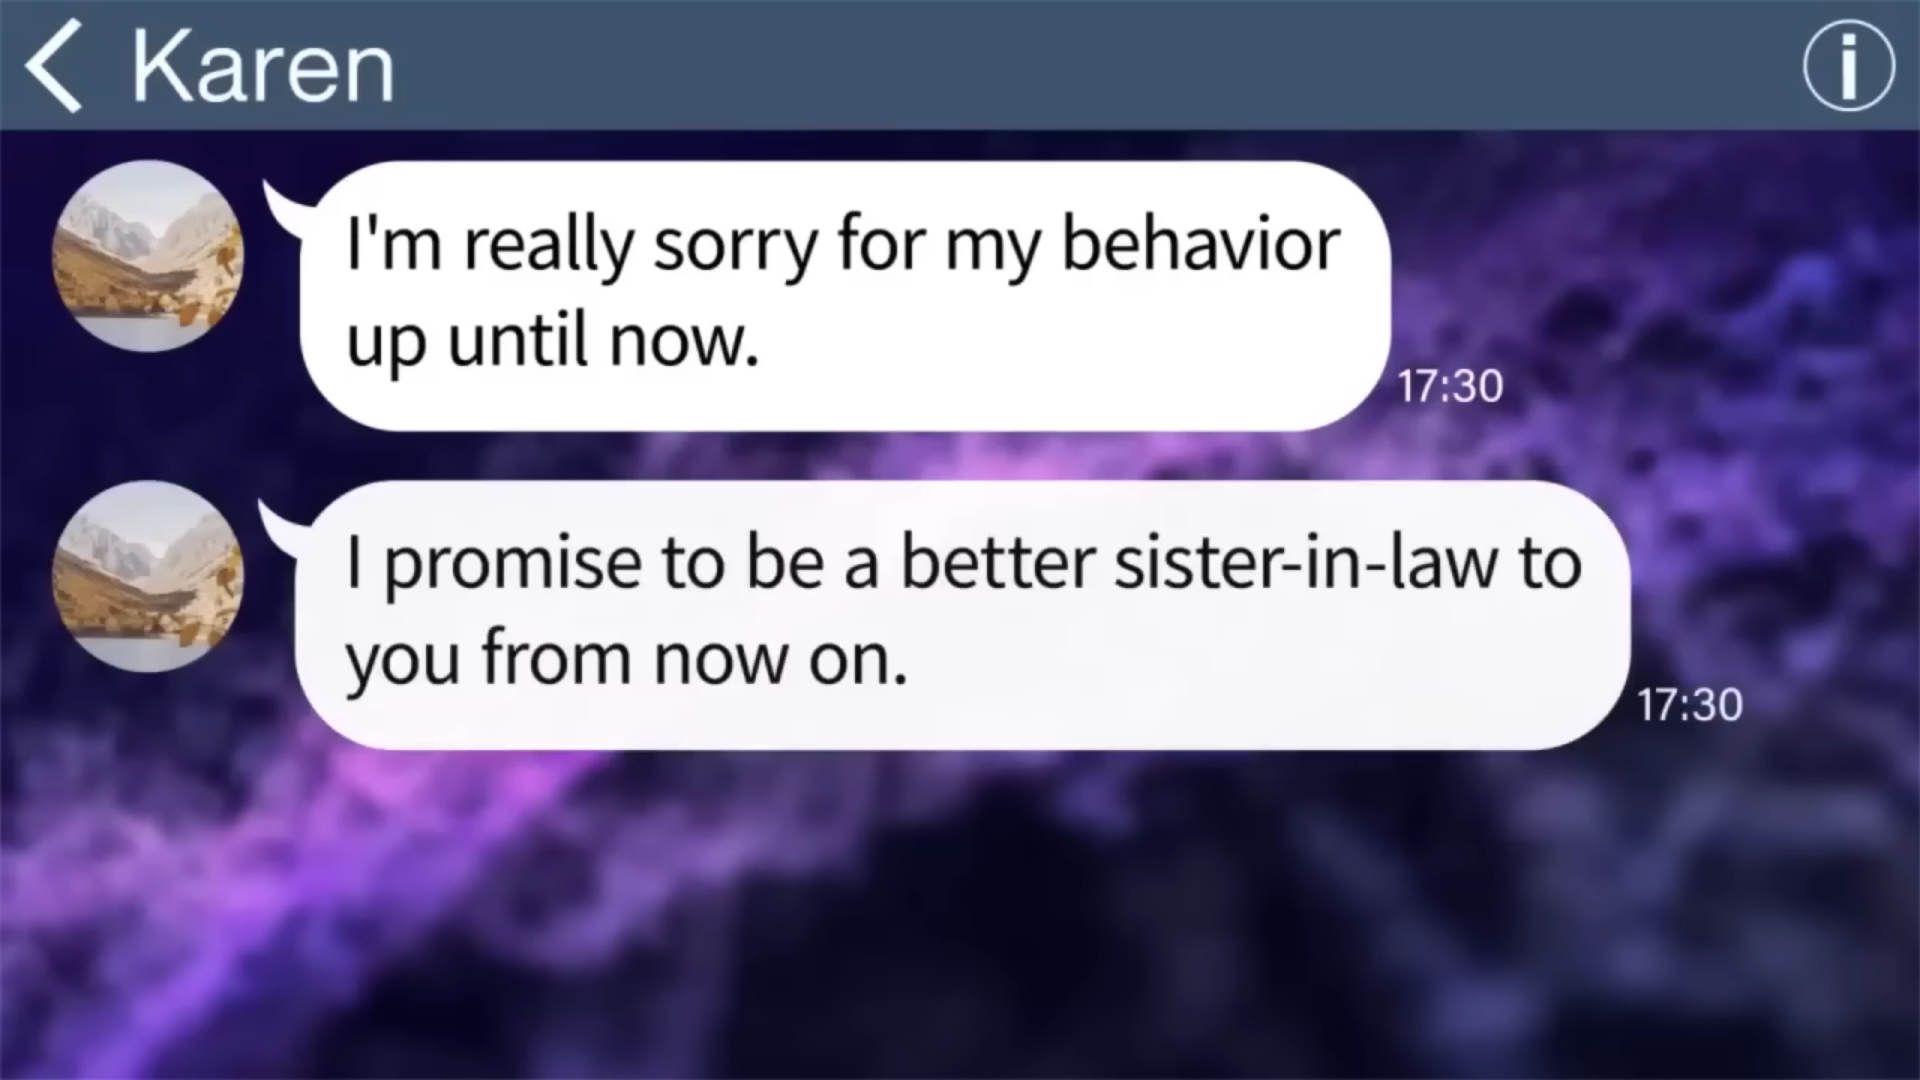 Karen
I'm really sorry for my behavior
up until now.
17:30
I promise to be a better sister-in-law to
you from now on.
17:30